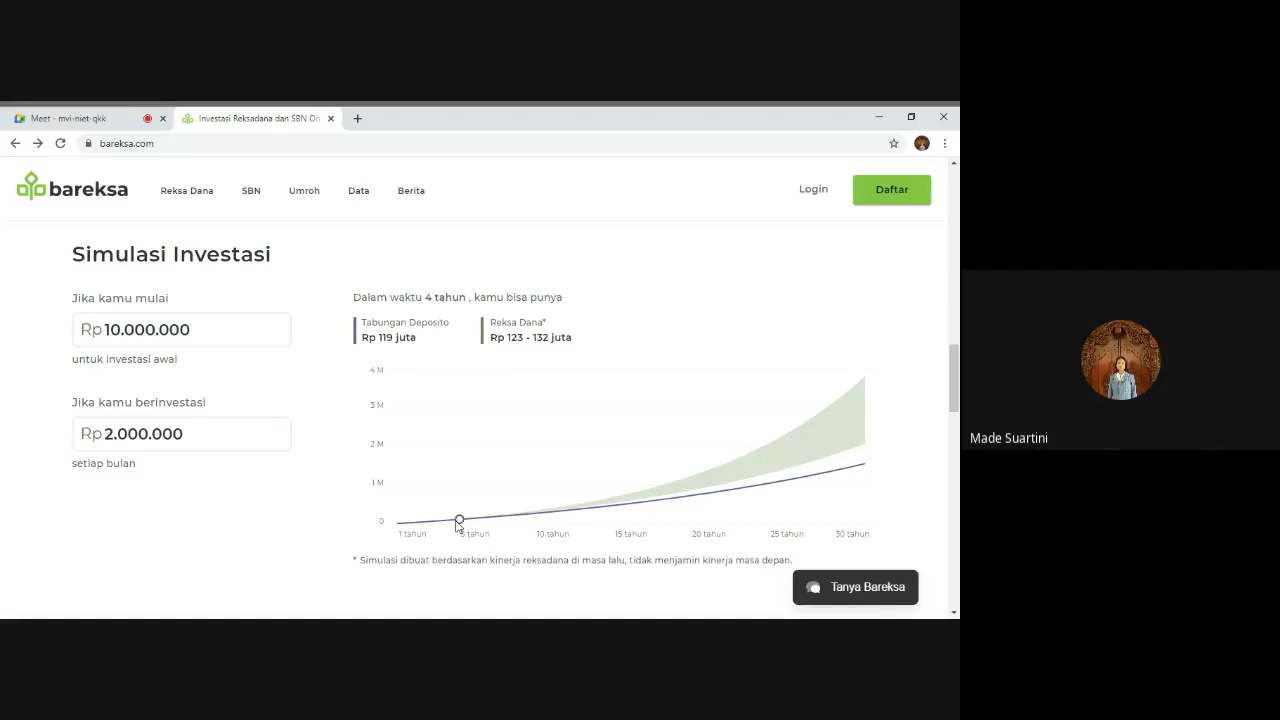 Meet - mvi-niet-qkk
Investasi Reksadana dan SBN On
bareksa.com
bareksa
Reksa Dana
SBN
Umroh
Data
Berita
Login
Daftar
Simulasi Investasi
Jika kamu mulai
Rp 10.000.000
untuk investasi awal
Jika kamu berinvestasi
Rp 2.000.000
setiap bulan
Dalam waktu 4 tahun , kamu bisa punya
Tabungan Deposito
Rp 119 juta
Reksa Dana*
Rp 123 - 132 juta
4 M
3 M
2 M
1 M
0
1 tahun
5 tahun
10 tahun
15 tahun
20 tahun
25 tahun
30 tahun
* Simulasi dibuat berdasarkan kinerja reksadana di masa lalu, tidak menjamin kinerja masa depan.
Tanya Bareksa
Made Suartini